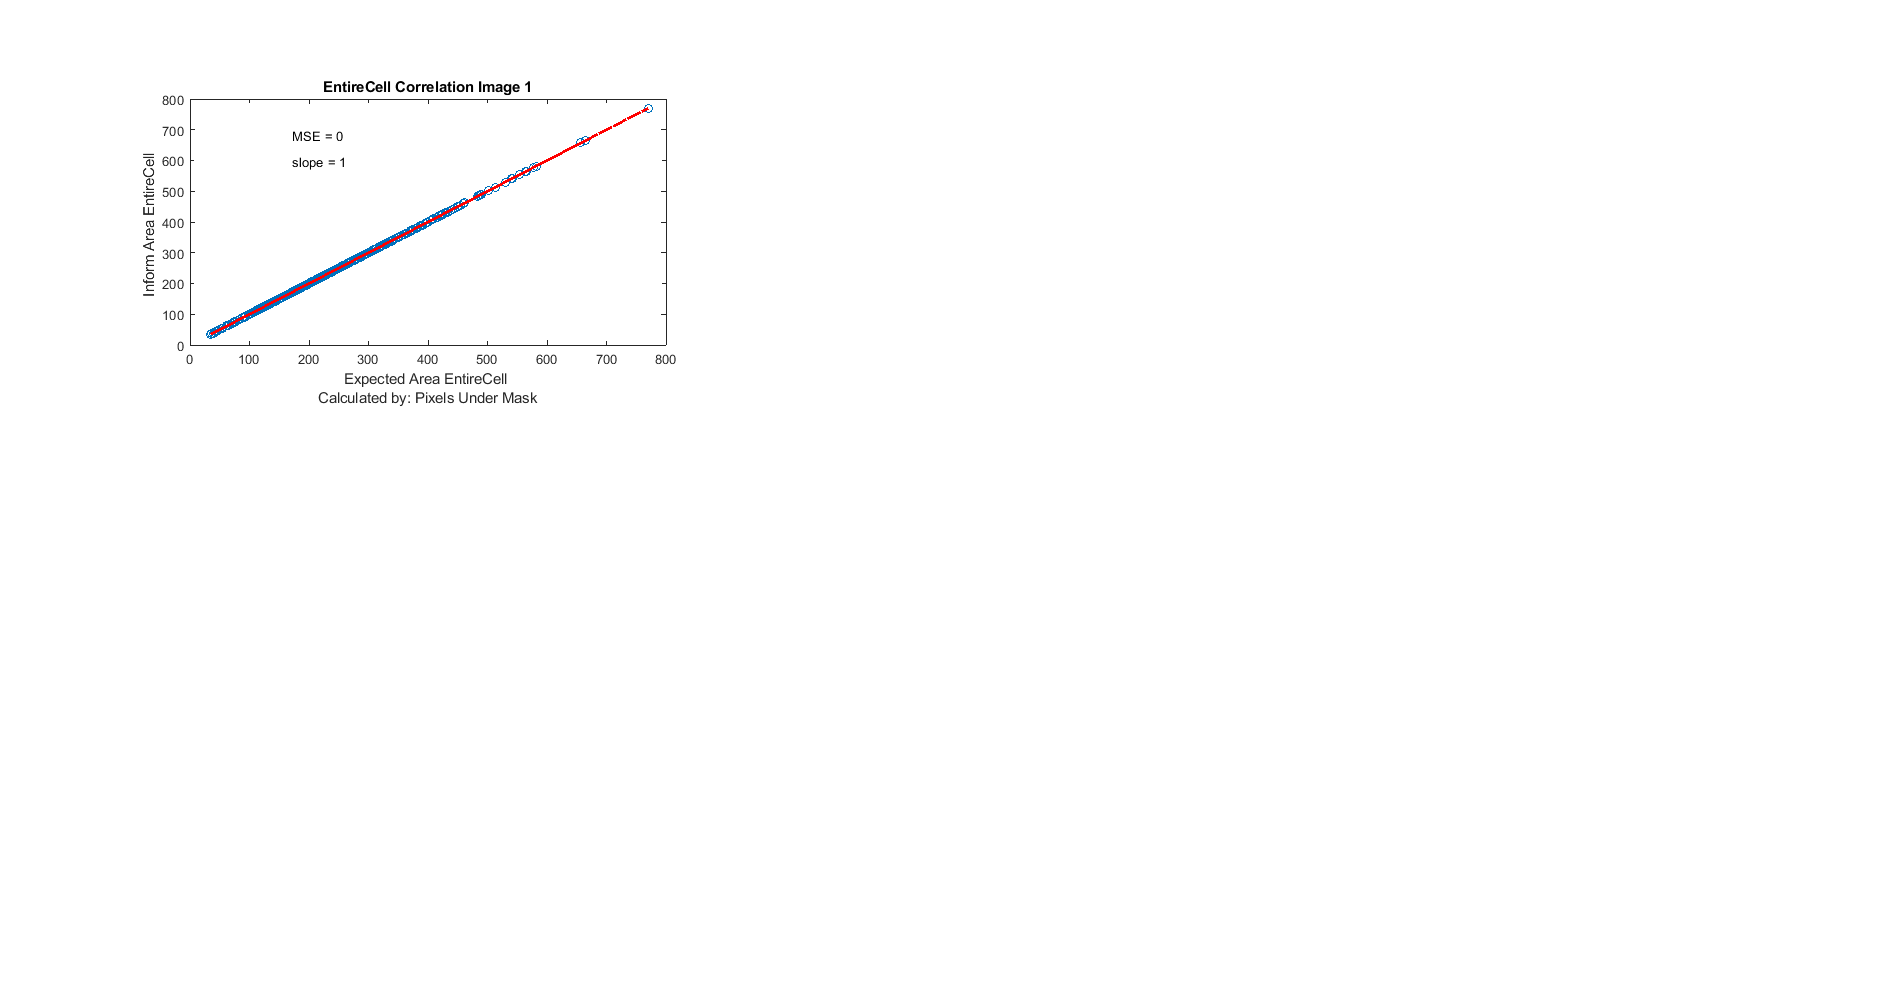 EntireCell Correlation Image 1
MSE = 0
slope = 1
Inform Area EntireCell
800
700
600
500
400
300
200
100
0
0 100 200 300 400 500 600 700 800
Expected Area EntireCell
Calculated by: Pixels Under Mask